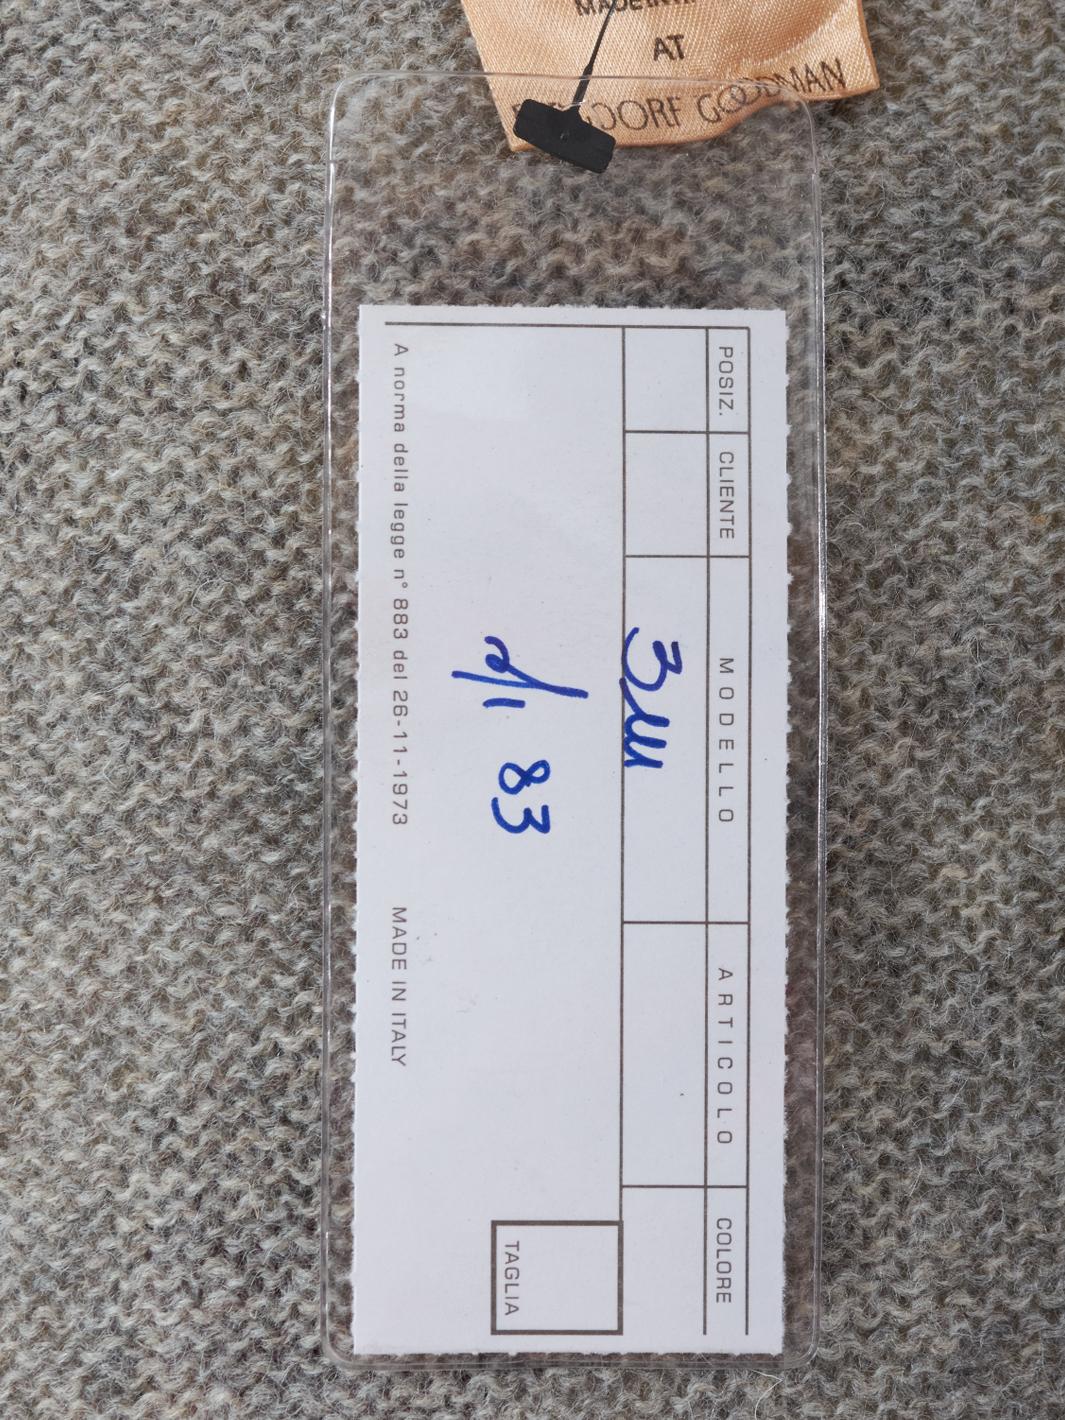 AT
GOODMAN
POSIZ. CLIENTE MODELLO ARTICOLO COLORE
83
TAGLIA
A norma della legge n° 883 del 26-11-1973 MADE IN ITALY